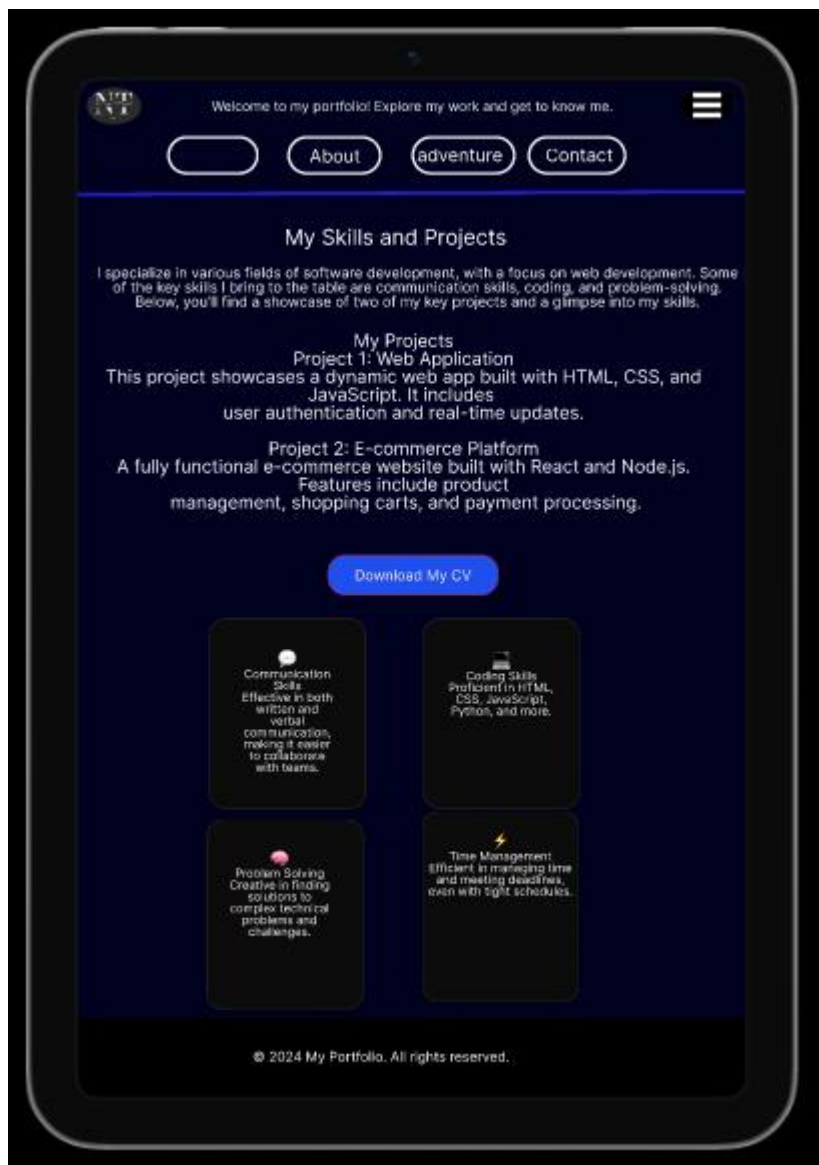 NT
Welcome to my portfolio! Explore my work and get to know me.
About
adventure
Contact
My Skills and Projects
I specialize in various fields of software development, with a focus on web development. Some
of the key skills I bring to the table are communication skills, coding, and problem-solving.
Below, you'll find a showcase of two of my key projects and a glimpse into my skills.
My Projects
Project 1: Web Application
This project showcases a dynamic web app built with HTML, CSS, and
JavaScript. It includes
user authentication and real-time updates.
Project 2: E-commerce Platform
A fully functional e-commerce website built with React and Node.js.
Features include product
management, shopping carts, and payment processing.
Download My CV
Communication
Skills
Effective in both
written and
verbal
communication,
making it easier
to collaborate
with teams.
Coding Skills
Proficient in HTML,
CSS, JavaScript,
Python, and more.
Problem Solving
Creative in finding
solutions to
complex technical
problems and
challenges.
Time Management
Efficient in managing time
and meeting deadlines,
even with tight schedules.
© 2024 My Portfolio. All rights reserved.